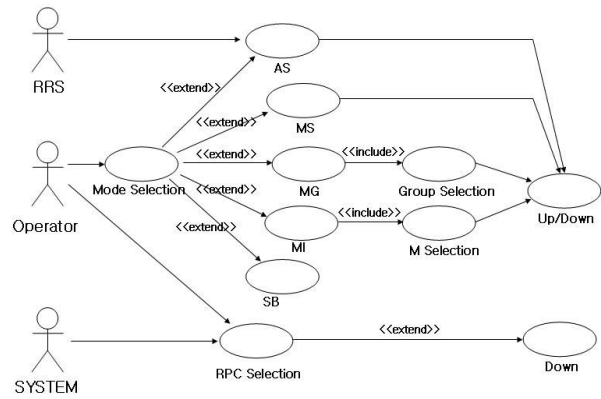 RRS
AS
<<extend>>
<<extend>>
MS
<<extend>>
<<include>>
Mode Selection
MG
Group Selection
Operator
<<extend>>
<<include>>
Up/Down
<<extend>>
MI
M Selection
SB
<<extend>>
RPC Selection
Down
SYSTEM